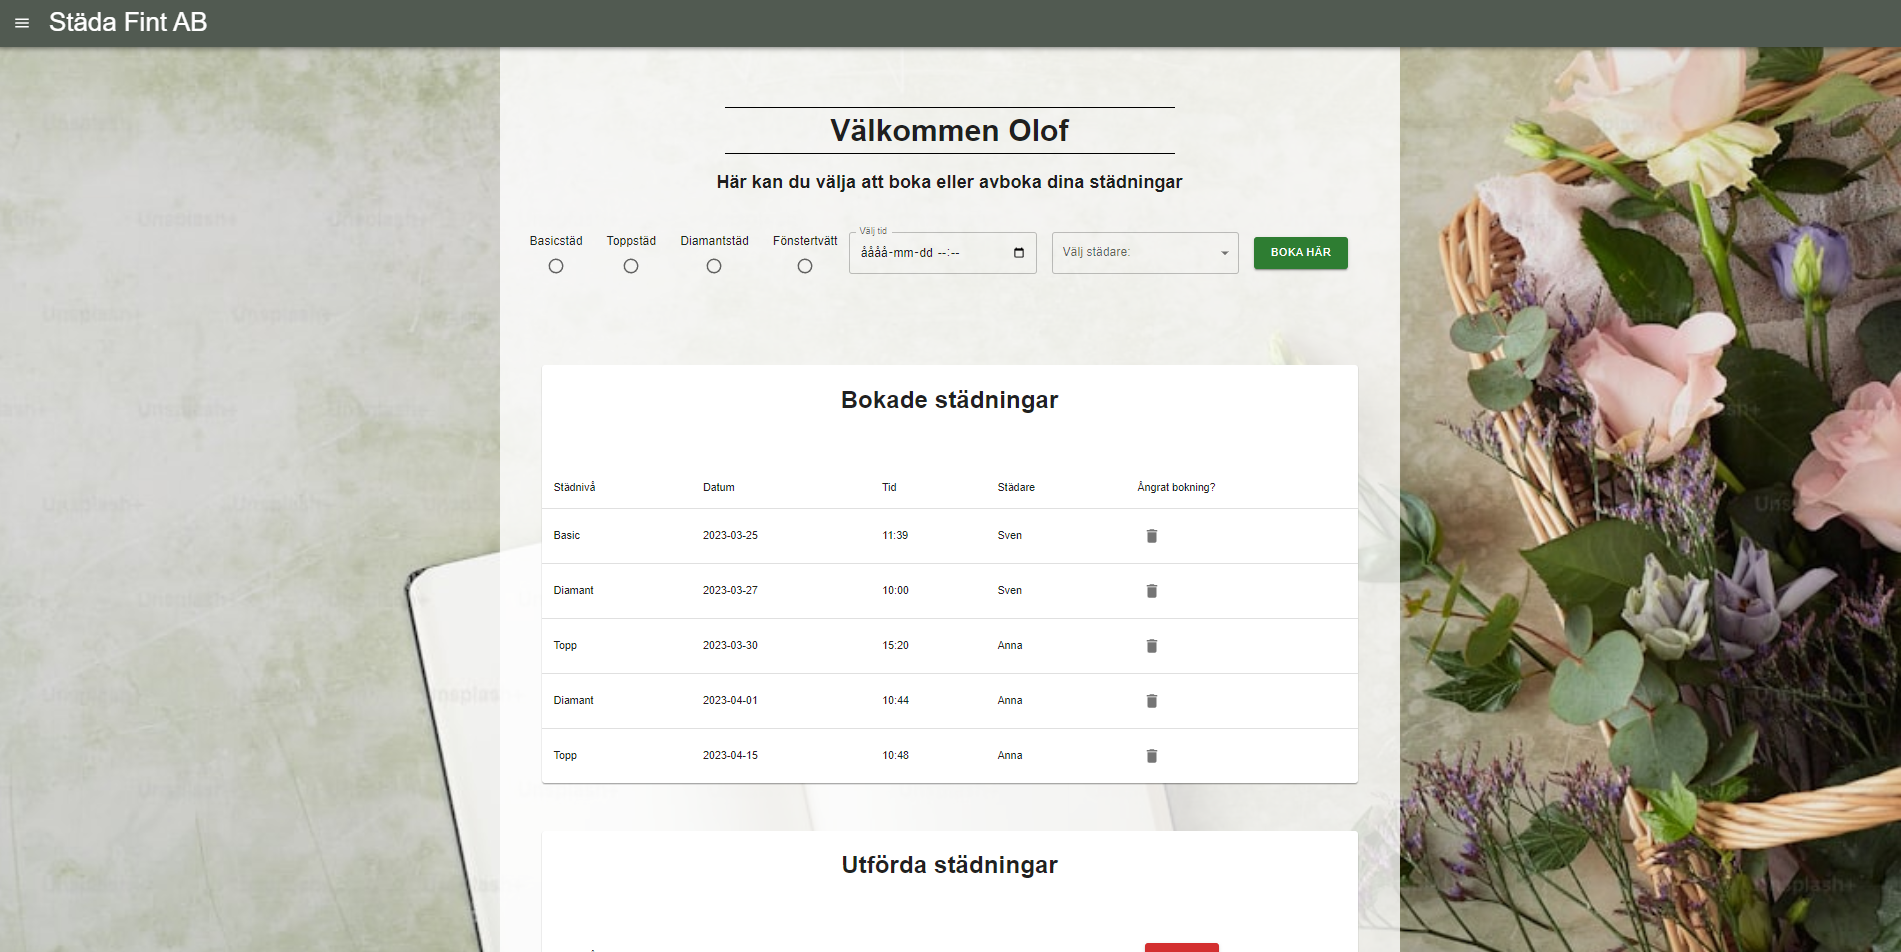 Städa Fint AB
Välkommen Olof
Här kan du välja att boka eller avboka dina städningar
Basicstäd Toppstäd Diamantstäd Fönstertvätt Välj tid åååå-mm-dd --:-- Välj städare: BOKA HÄR
Bokade städningar
Städnivå Datum Tid Städare Ångrat bokning?
Basic 2023-03-25 11:39 Sven
Diamant 2023-03-27 10:00 Sven
Topp 2023-03-30 15:20 Anna
Diamant 2023-04-01 10:44 Anna
Topp 2023-04-15 10:48 Anna
Utförda städningar
Unsplash+